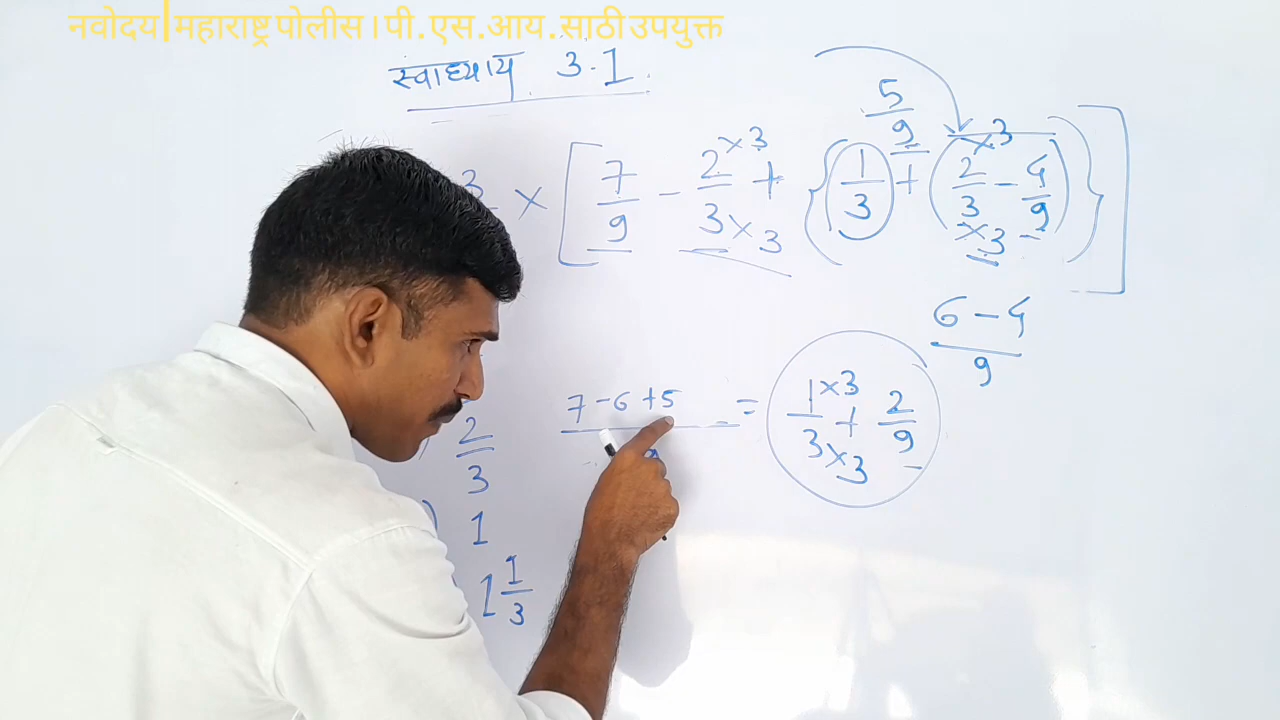 नवोदय|महाराष्ट्र पोलीस।पी.एस.आय.साठी उपयुक्त
स्वाध्याय 3.1
3 × [ 7/9 - 2×3/3×3 + { 1/3 + ( 2×3/3×3 - 4/9 ) } ]
5/9
6 - 4
9
7 - 6 + 5 = 1×3/3×3 + 2/9
9
2/3
1
1 1/3